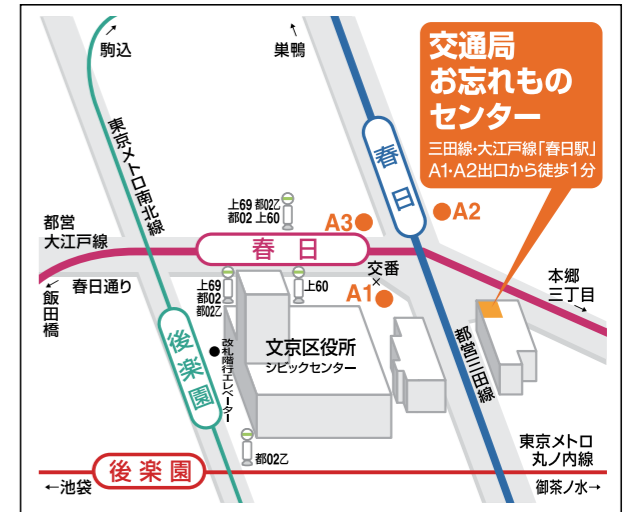 駒込
巣鴨
交通局
お忘れもの
センター
三田線・大江戸線「春日駅」
A1・A2出口から徒歩1分
東京メトロ南北線
春日
上69 都02乙
都02 上60
A3
A2
都営
大江戸線
春日
交番
本郷
三丁目
飯田橋
春日通り
上69
都02
都02乙
上60
A1
後楽園
改札階行エレベーター
文京区役所
シビックセンター
都営三田線
都02乙
東京メトロ
丸ノ内線
後楽園
←池袋
御茶ノ水→